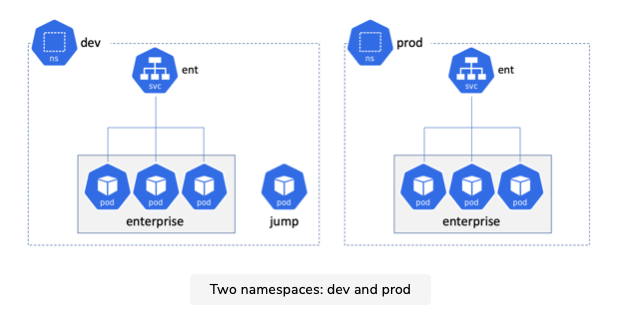 dev
ns
ent
svc
pod
pod
pod
enterprise
pod
jump
prod
ns
ent
svc
pod
pod
pod
enterprise
Two namespaces: dev and prod